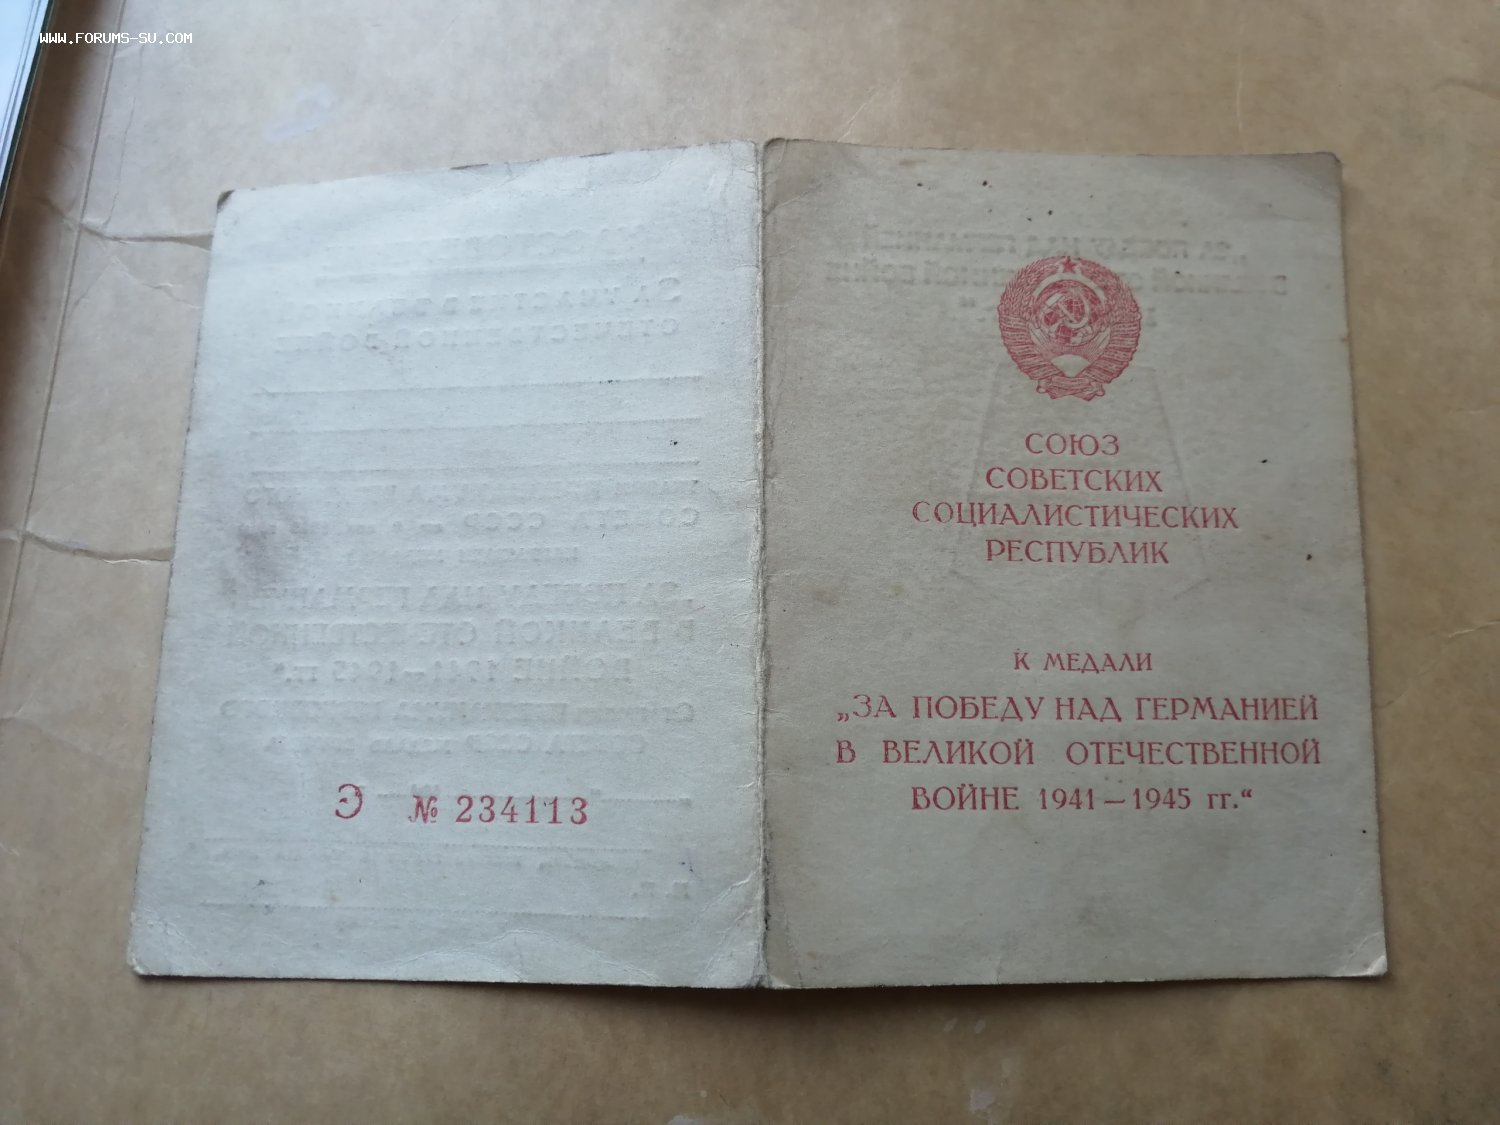 WWW.FORUMS-SU.COM
Э № 234113
СОЮЗ
СОВЕТСКИХ
СОЦИАЛИСТИЧЕСКИХ
РЕСПУБЛИК
К МЕДАЛИ
„ЗА ПОБЕДУ НАД ГЕРМАНИЕЙ
В ВЕЛИКОЙ ОТЕЧЕСТВЕННОЙ
ВОЙНЕ 1941–1945 гг.“